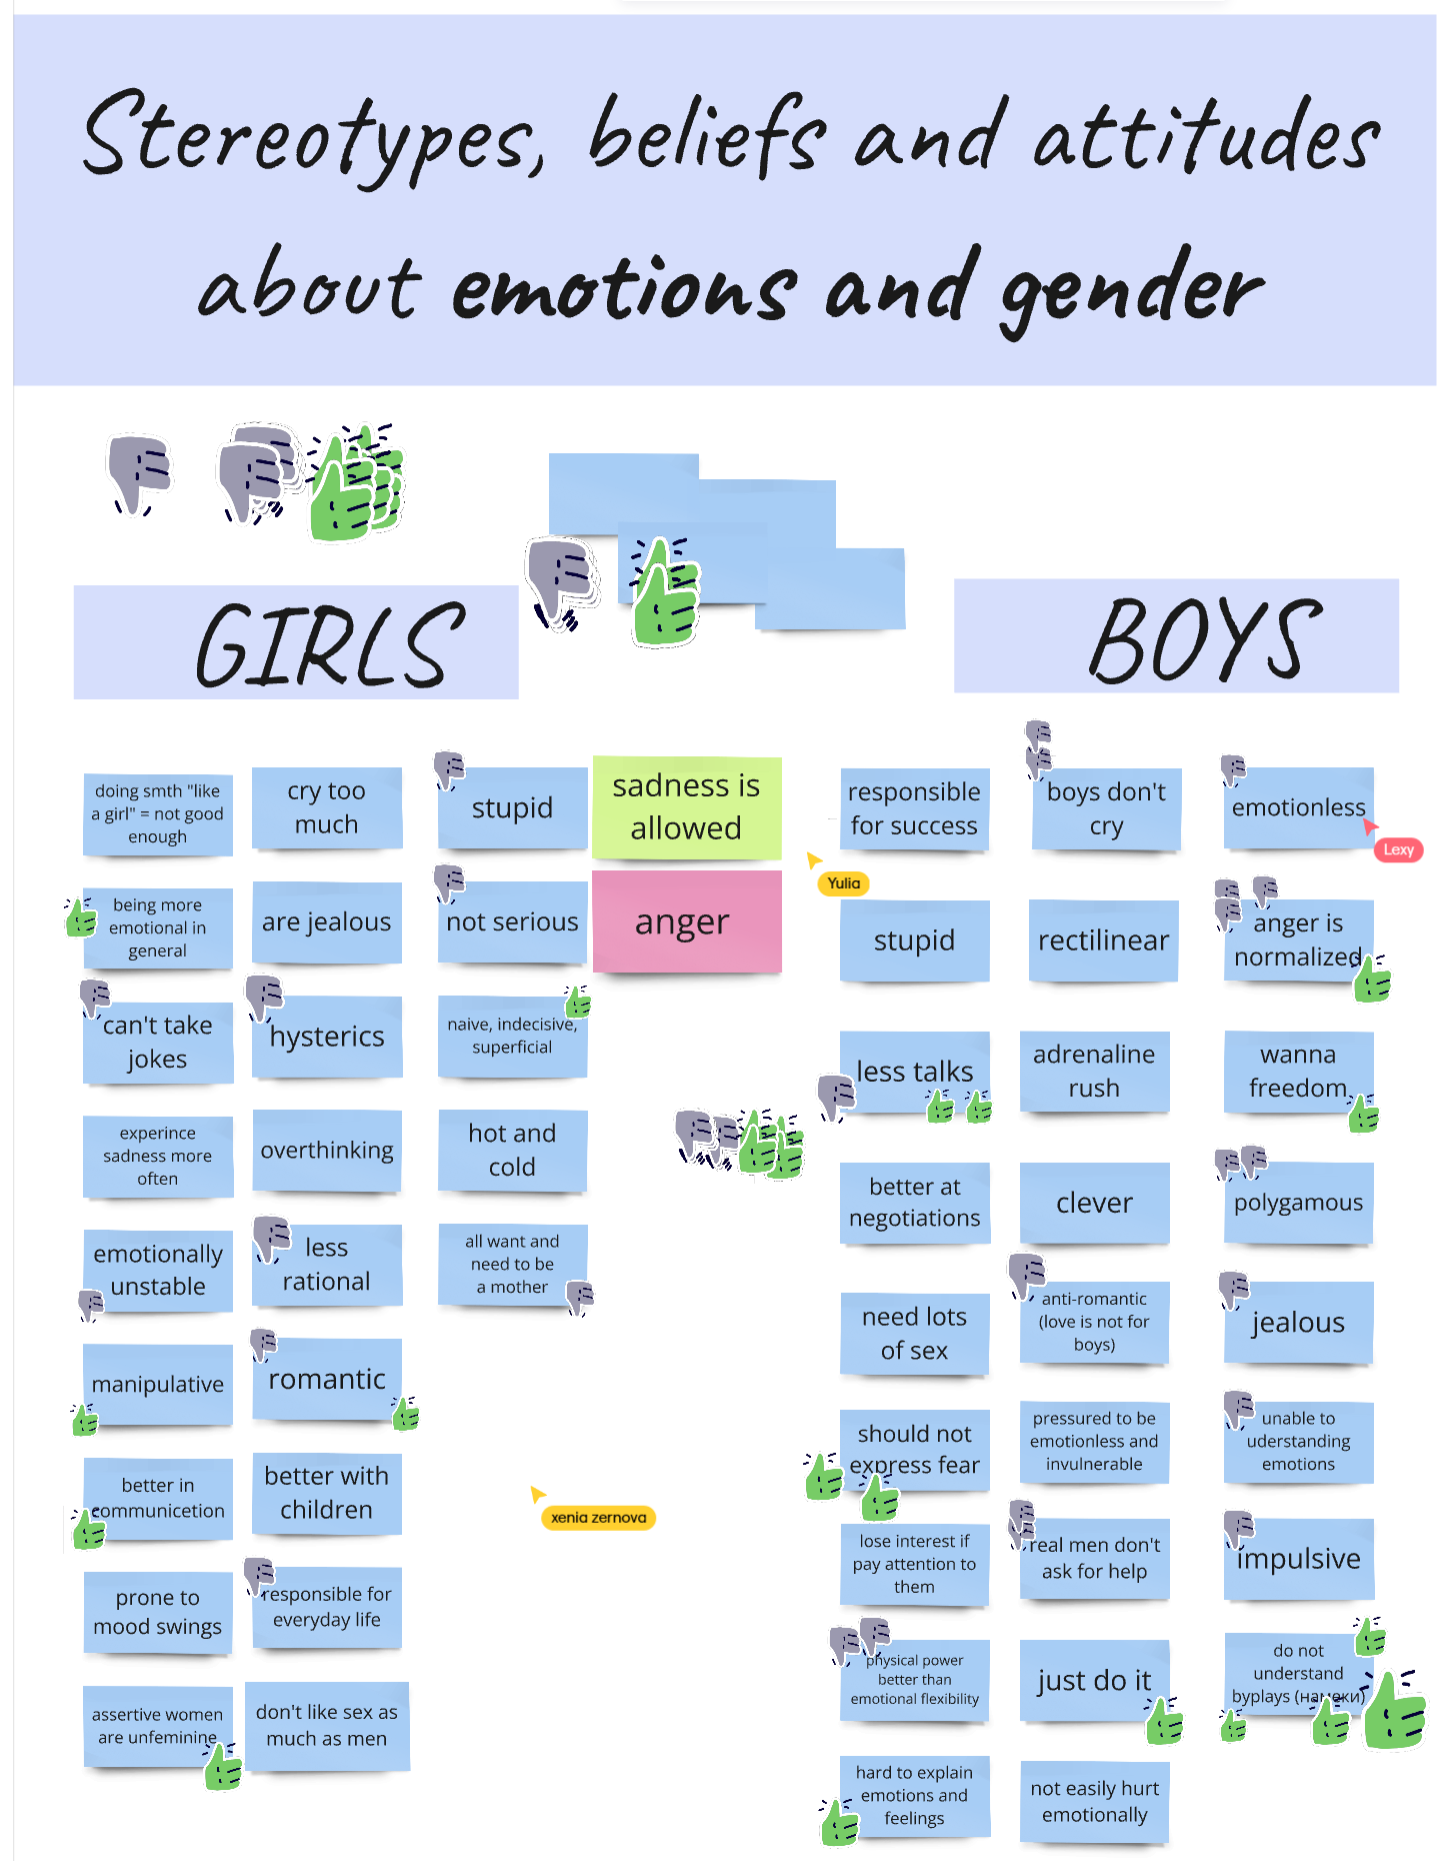 Stereotypes, beliefs and attitudes
about emotions and gender
GIRLS
BOYS
doing smth "like
a girl" = not good
enough
cry too
much
stupid
sadness is
allowed
being more
emotional in
general
are jealous
not serious
anger
can't take
jokes
hysterics
naive, indecisive,
superficial
experince
sadness more
often
overthinking
hot and
cold
emotionally
unstable
less
rational
all want and
need to be
a mother
manipulative
romantic
better in
communicetion
better with
children
prone to
mood swings
responsible for
everyday life
assertive women
are unfeminine
don't like sex as
much as men
xenia zernova
Yulia
responsible
for success
boys don't
cry
emotionless
Lexy
stupid
rectilinear
anger is
normalized
less talks
adrenaline
rush
wanna
freedom
better at
negotiations
clever
polygamous
need lots
of sex
anti-romantic
(love is not for
boys)
jealous
should not
express fear
pressured to be
emotionless and
invulnerable
unable to
uderstanding
emotions
lose interest if
pay attention to
them
real men don't
ask for help
impulsive
physical power
better than
emotional flexibility
just do it
do not
understand
byplays (намеки)
hard to explain
emotions and
feelings
not easily hurt
emotionally